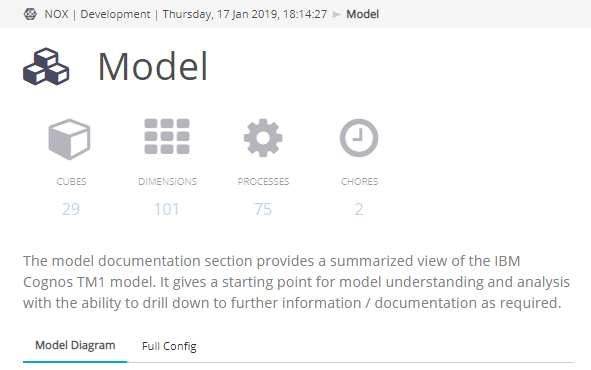 NOX | Development | Thursday, 17 Jan 2019, 18:14:27 ► Model
Model
CUBES DIMENSIONS PROCESSES CHORES
29 101 75 2
The model documentation section provides a summarized view of the IBM
Cognos TM1 model. It gives a starting point for model understanding and analysis
with the ability to drill down to further information / documentation as required.
Model Diagram Full Config